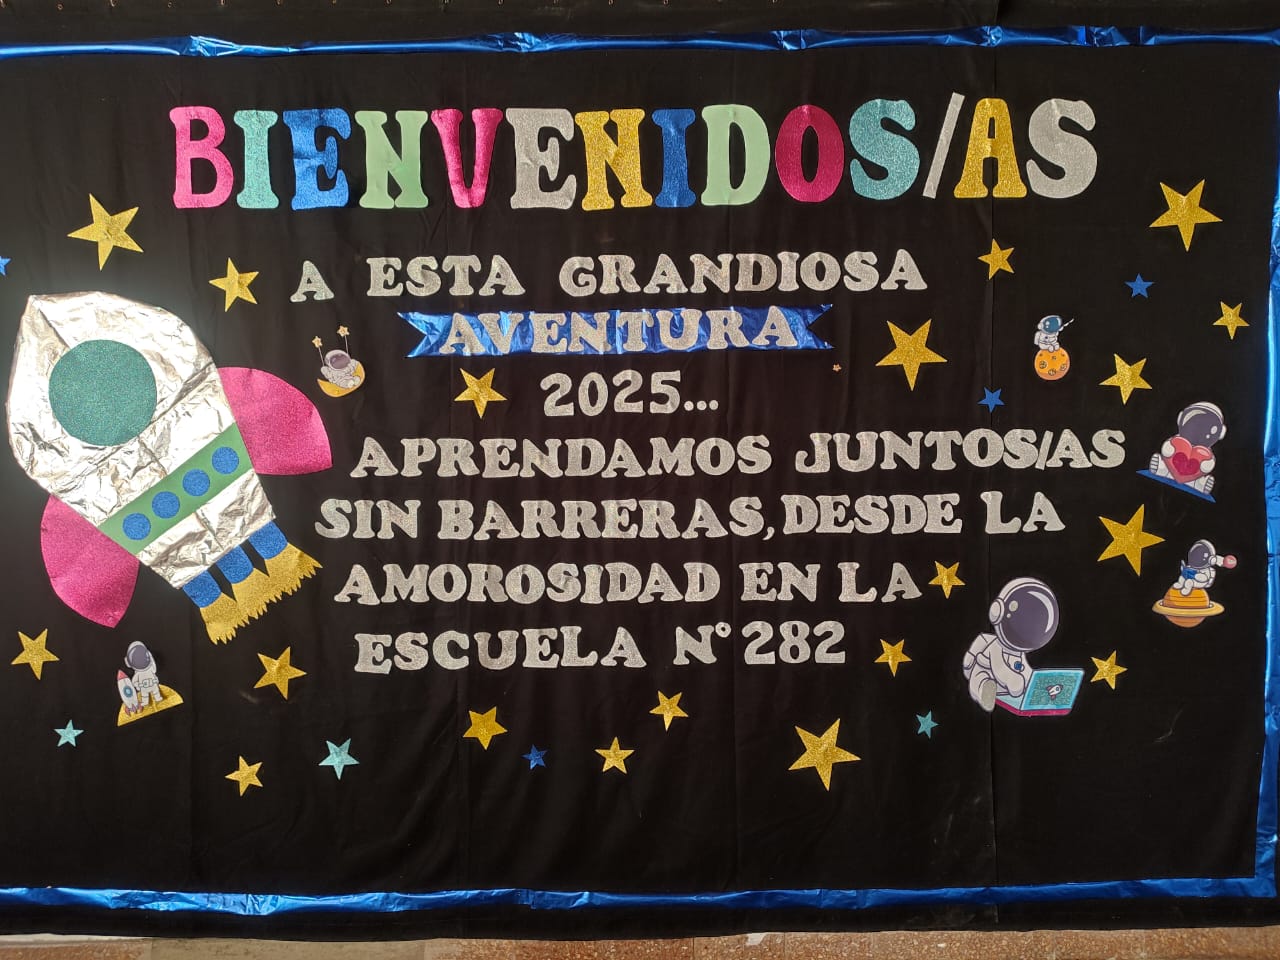 BIENVENIDOS/AS
A ESTA GRANDIOSA
AVENTURA
2025...
APRENDAMOS JUNTOS/AS
SIN BARRERAS, DESDE LA
AMOROSIDAD EN LA
ESCUELA N° 282